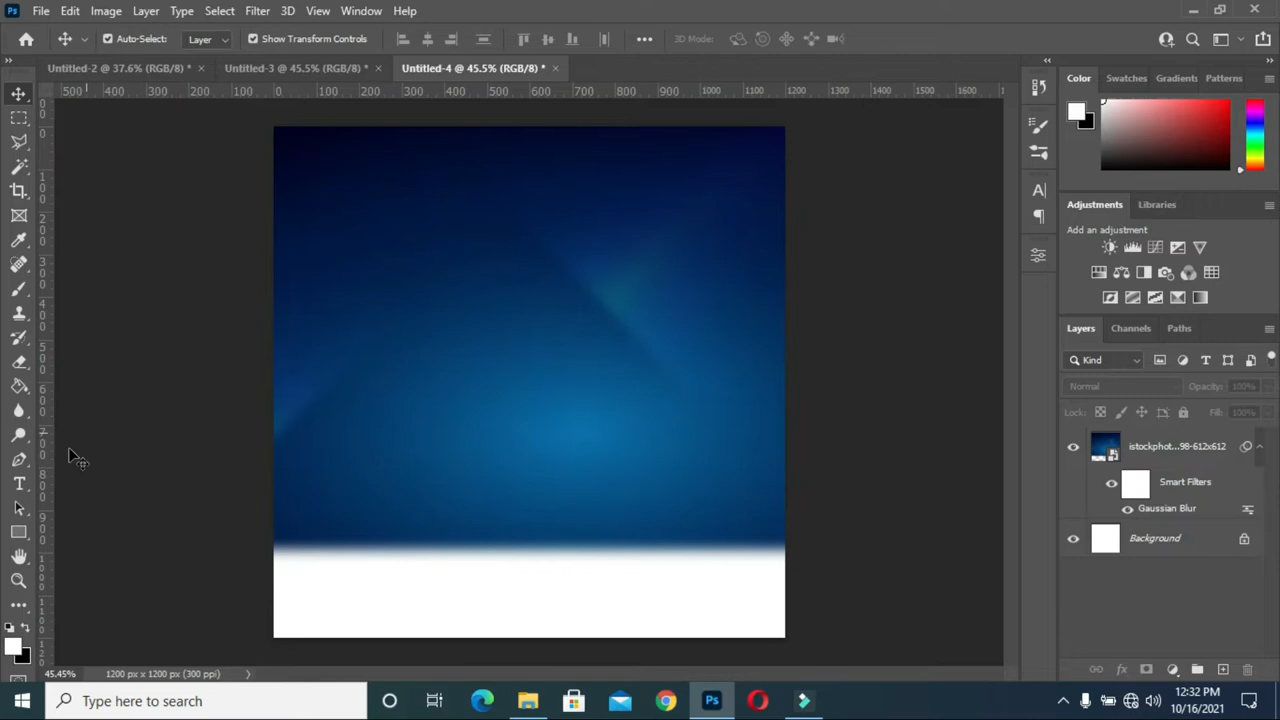 Ps File Edit Image Layer Type Select Filter 3D View Window Help
Auto-Select: Layer Show Transform Controls 3D Mode:
Untitled-2 @ 37.6% (RGB/8) * × Untitled-3 @ 45.5% (RGB/8) * × Untitled-4 @ 45.5% (RGB/8) * ×
500 400 300 200 100 0 100 200 300 400 500 600 700 800 900 1000 1100 1200 1300 1400 1500 1600
Color Swatches Gradients Patterns
Adjustments Libraries
Add an adjustment
Layers Channels Paths
Kind
Normal Opacity: 100%
Lock: Fill: 100%
istockphot...98-612x612
Smart Filters
Gaussian Blur
Background
45.45% 1200 px x 1200 px (300 ppi)
Type here to search
Ps
12:32 PM
10/16/2021